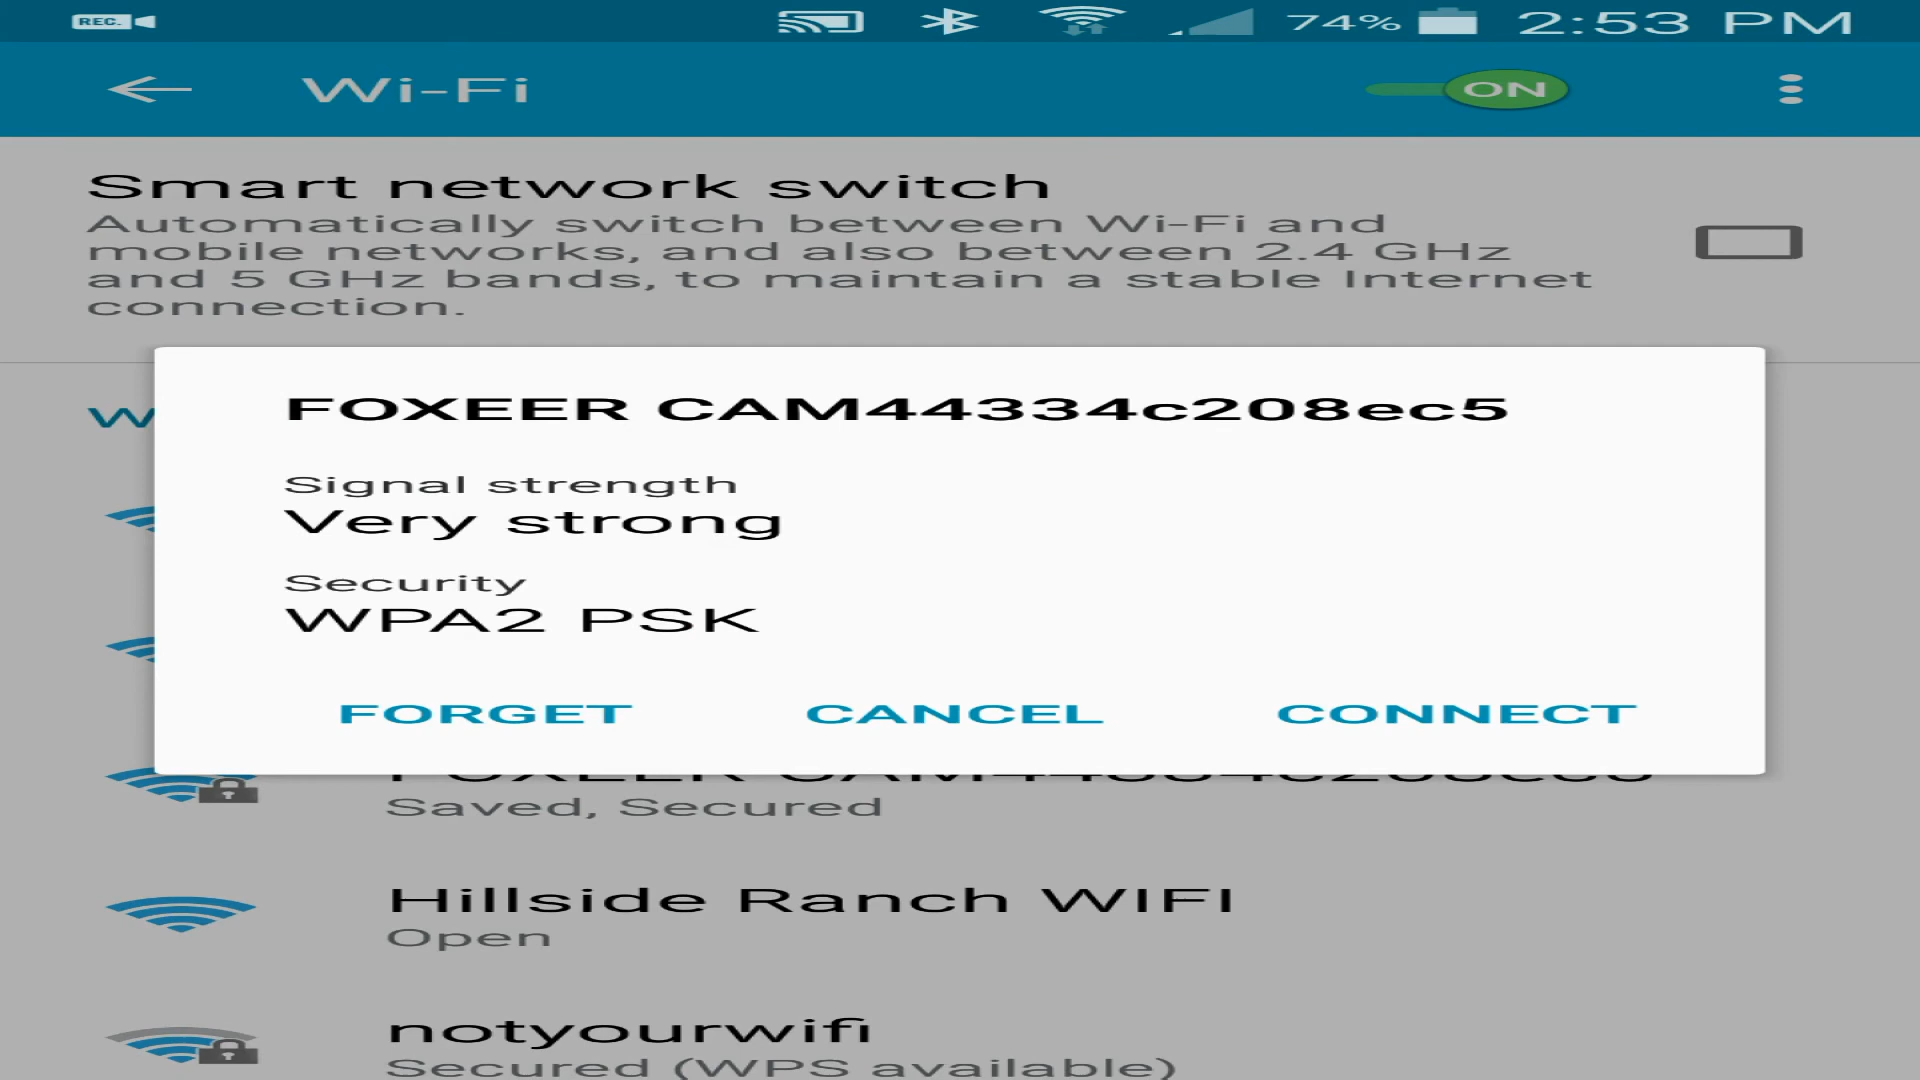 REC.
74% 2:53 PM
Wi-Fi
ON
Smart network switch
Automatically switch between Wi-Fi and
mobile networks, and also between 2.4 GHz
and 5 GHz bands, to maintain a stable Internet
connection.
FOXEER CAM44334c208ec5
Signal strength
Very strong
Security
WPA2 PSK
FORGET CANCEL CONNECT
Saved, Secured
Hillside Ranch WIFI
Open
notyourwifi
Secured (WPS available)